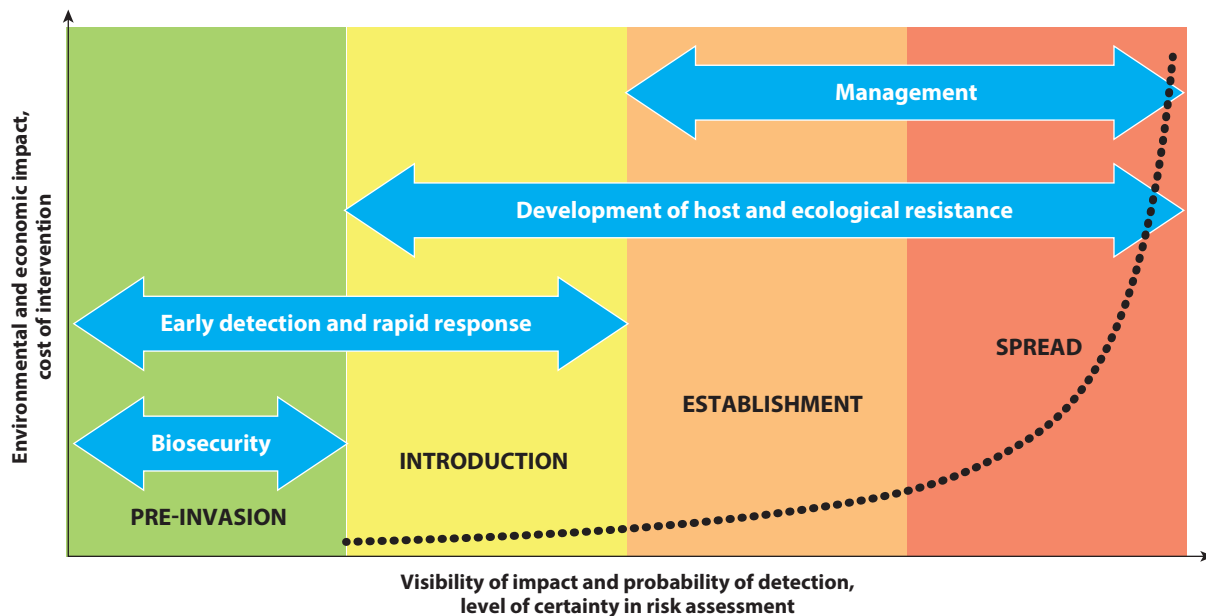 Environmental and economic impact,
cost of intervention
Management
Development of host and ecological resistance
Early detection and rapid response
SPREAD
ESTABLISHMENT
Biosecurity
INTRODUCTION
PRE-INVASION
Visibility of impact and probability of detection,
level of certainty in risk assessment